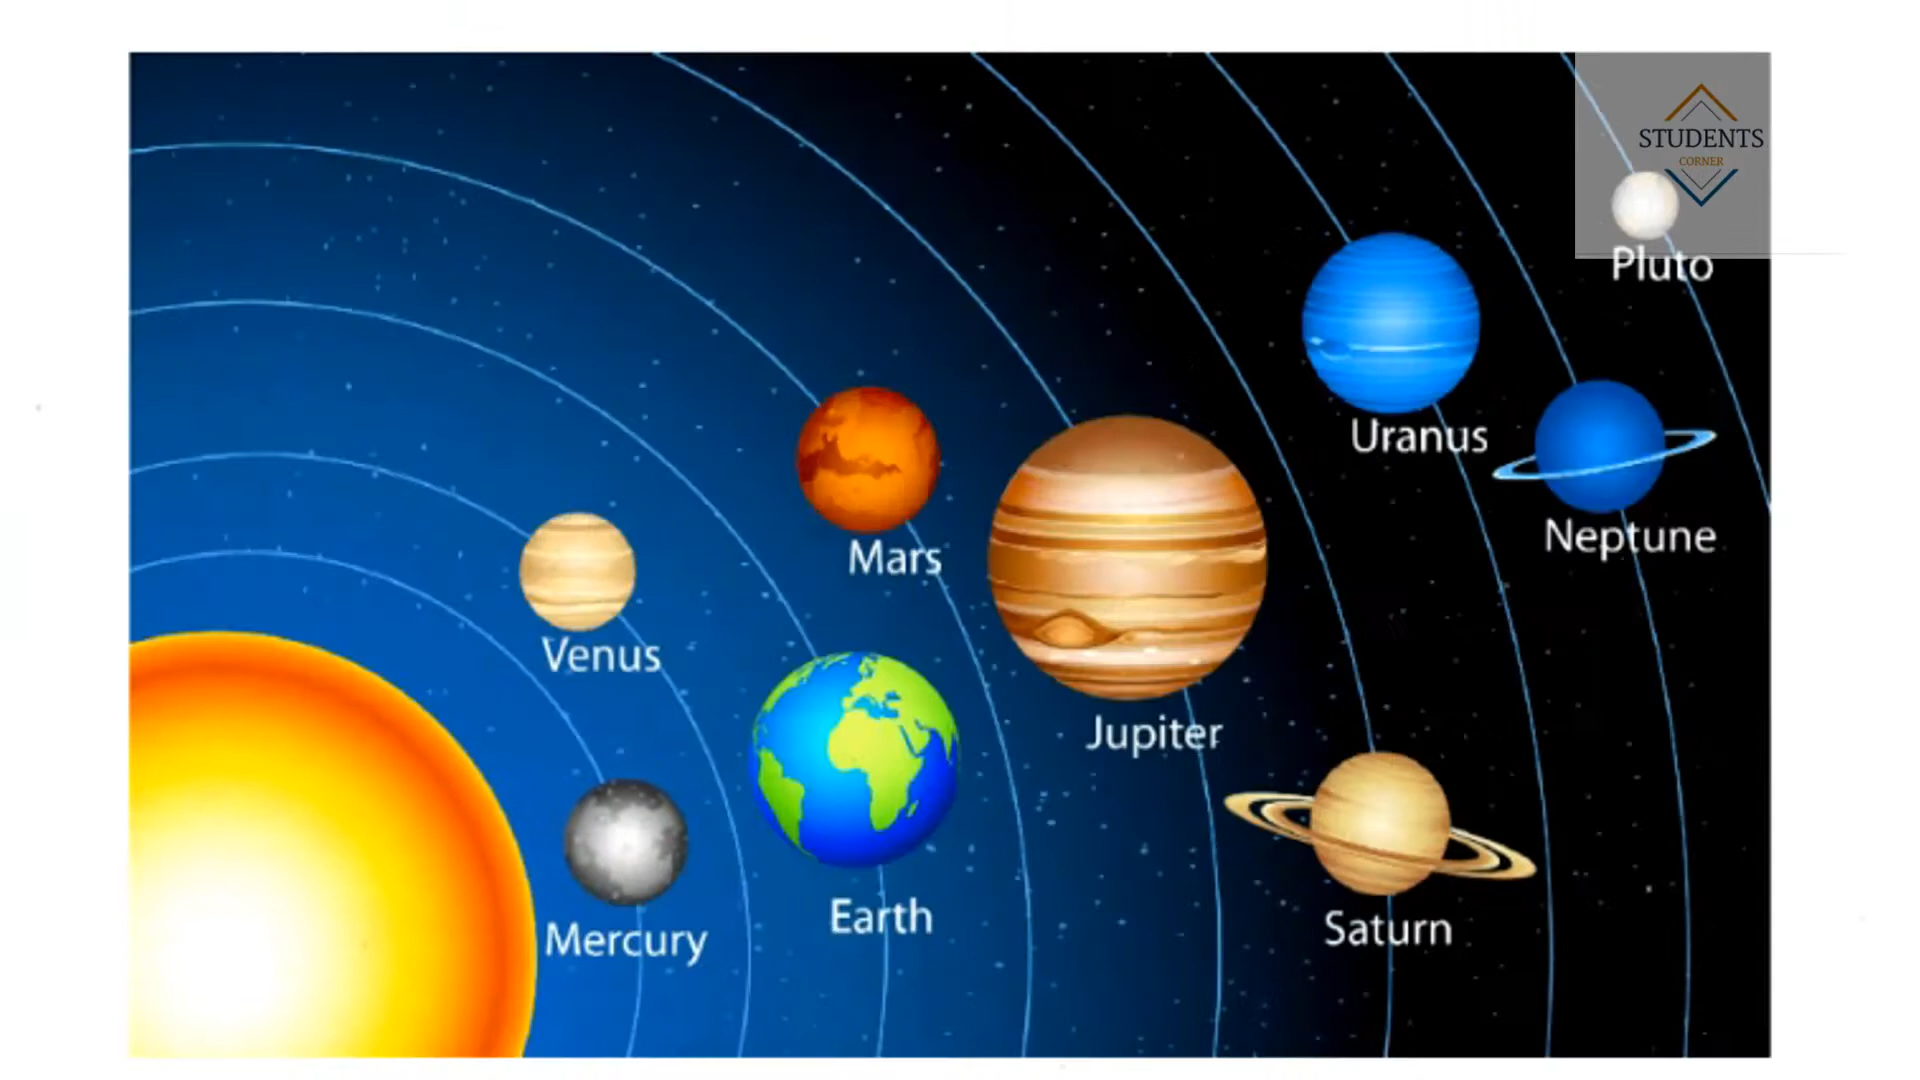 STUDENTS
CORNER
Pluto
Uranus
Neptune
Mars
Venus
Jupiter
Earth
Saturn
Mercury